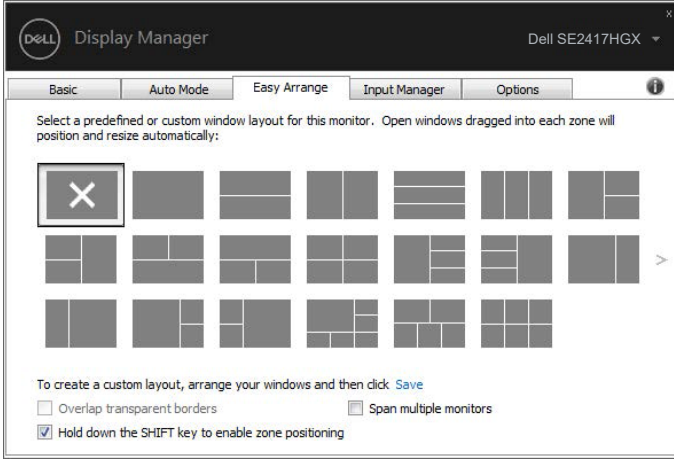 x
DELL Display Manager Dell SE2417HGX
Basic Auto Mode Easy Arrange Input Manager Options i
Select a predefined or custom window layout for this monitor. Open windows dragged into each zone will
position and resize automatically:
>
To create a custom layout, arrange your windows and then click Save
Overlap transparent borders Span multiple monitors
Hold down the SHIFT key to enable zone positioning